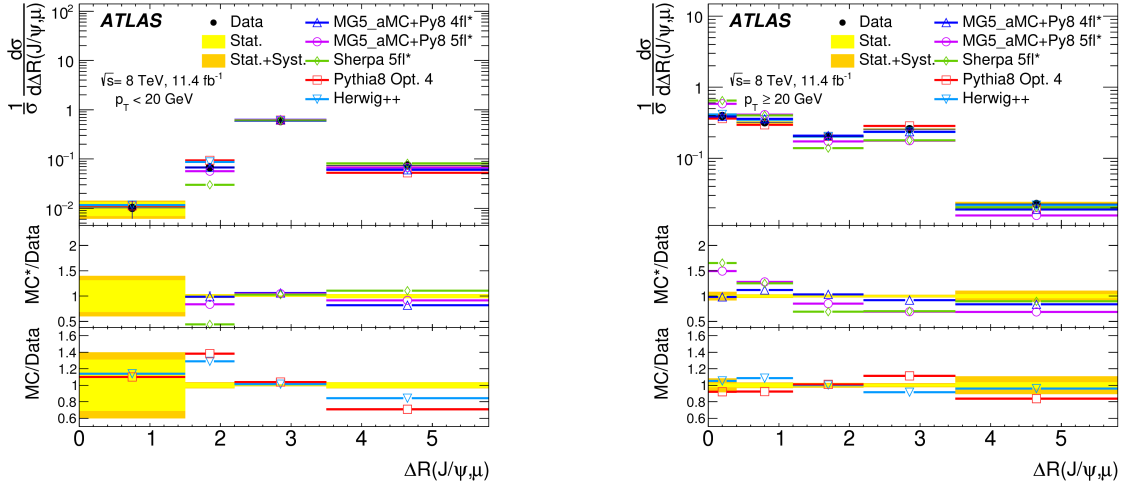 ATLAS
Data
Stat.
Stat.+Syst.
MG5_aMC+Py8 4fl*
MG5_aMC+Py8 5fl*
Sherpa 5fl*
Pythia8 Opt. 4
Herwig++
√s= 8 TeV, 11.4 fb⁻¹
p_T < 20 GeV
1/σ dσ/dΔR(J/ψ,μ)
10²
10
1
10⁻¹
10⁻²
MC*/Data
2
1.5
1
0.5
MC/Data
1.6
1.4
1.2
1
0.8
0.6
0 1 2 3 4 5
ΔR(J/ψ,μ)
ATLAS
Data
Stat.
Stat.+Syst.
MG5_aMC+Py8 4fl*
MG5_aMC+Py8 5fl*
Sherpa 5fl*
Pythia8 Opt. 4
Herwig++
√s= 8 TeV, 11.4 fb⁻¹
p_T ≥ 20 GeV
1/σ dσ/dΔR(J/ψ,μ)
10
1
10⁻¹
MC*/Data
2
1.5
1
0.5
MC/Data
1.6
1.4
1.2
1
0.8
0.6
0 1 2 3 4 5
ΔR(J/ψ,μ)